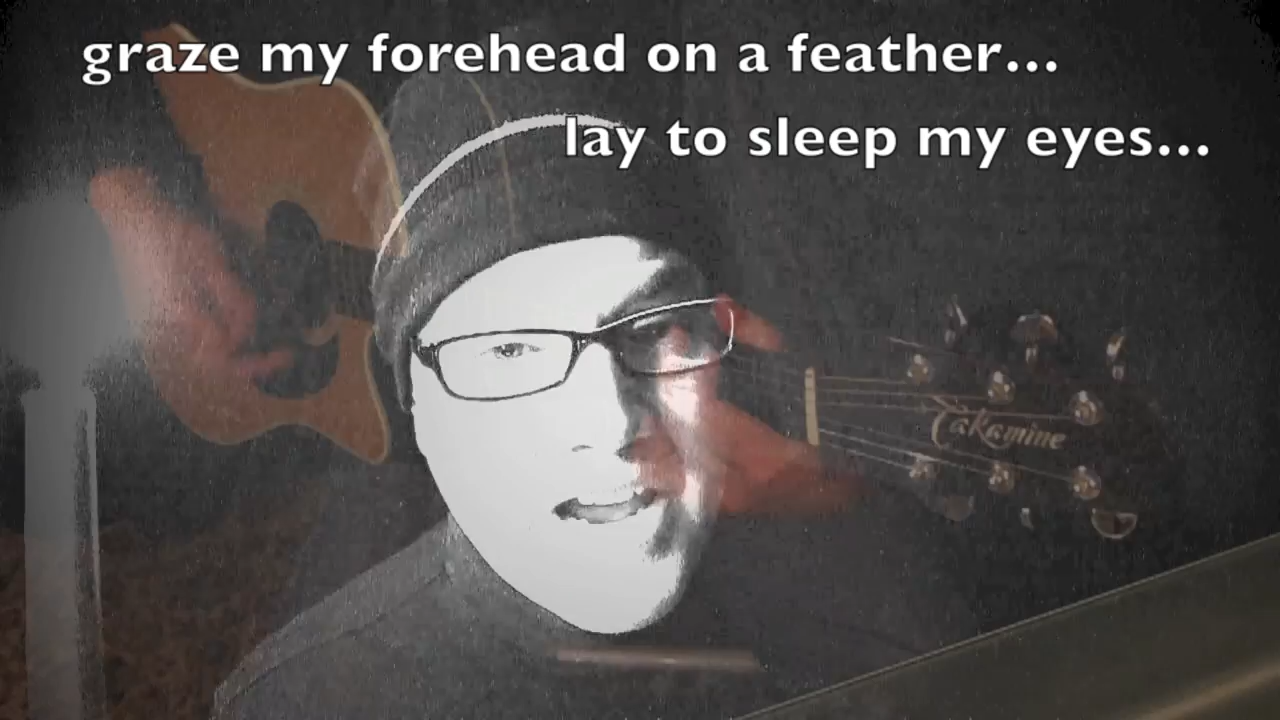 graze my forehead on a feather...
lay to sleep my eyes...
Takamine